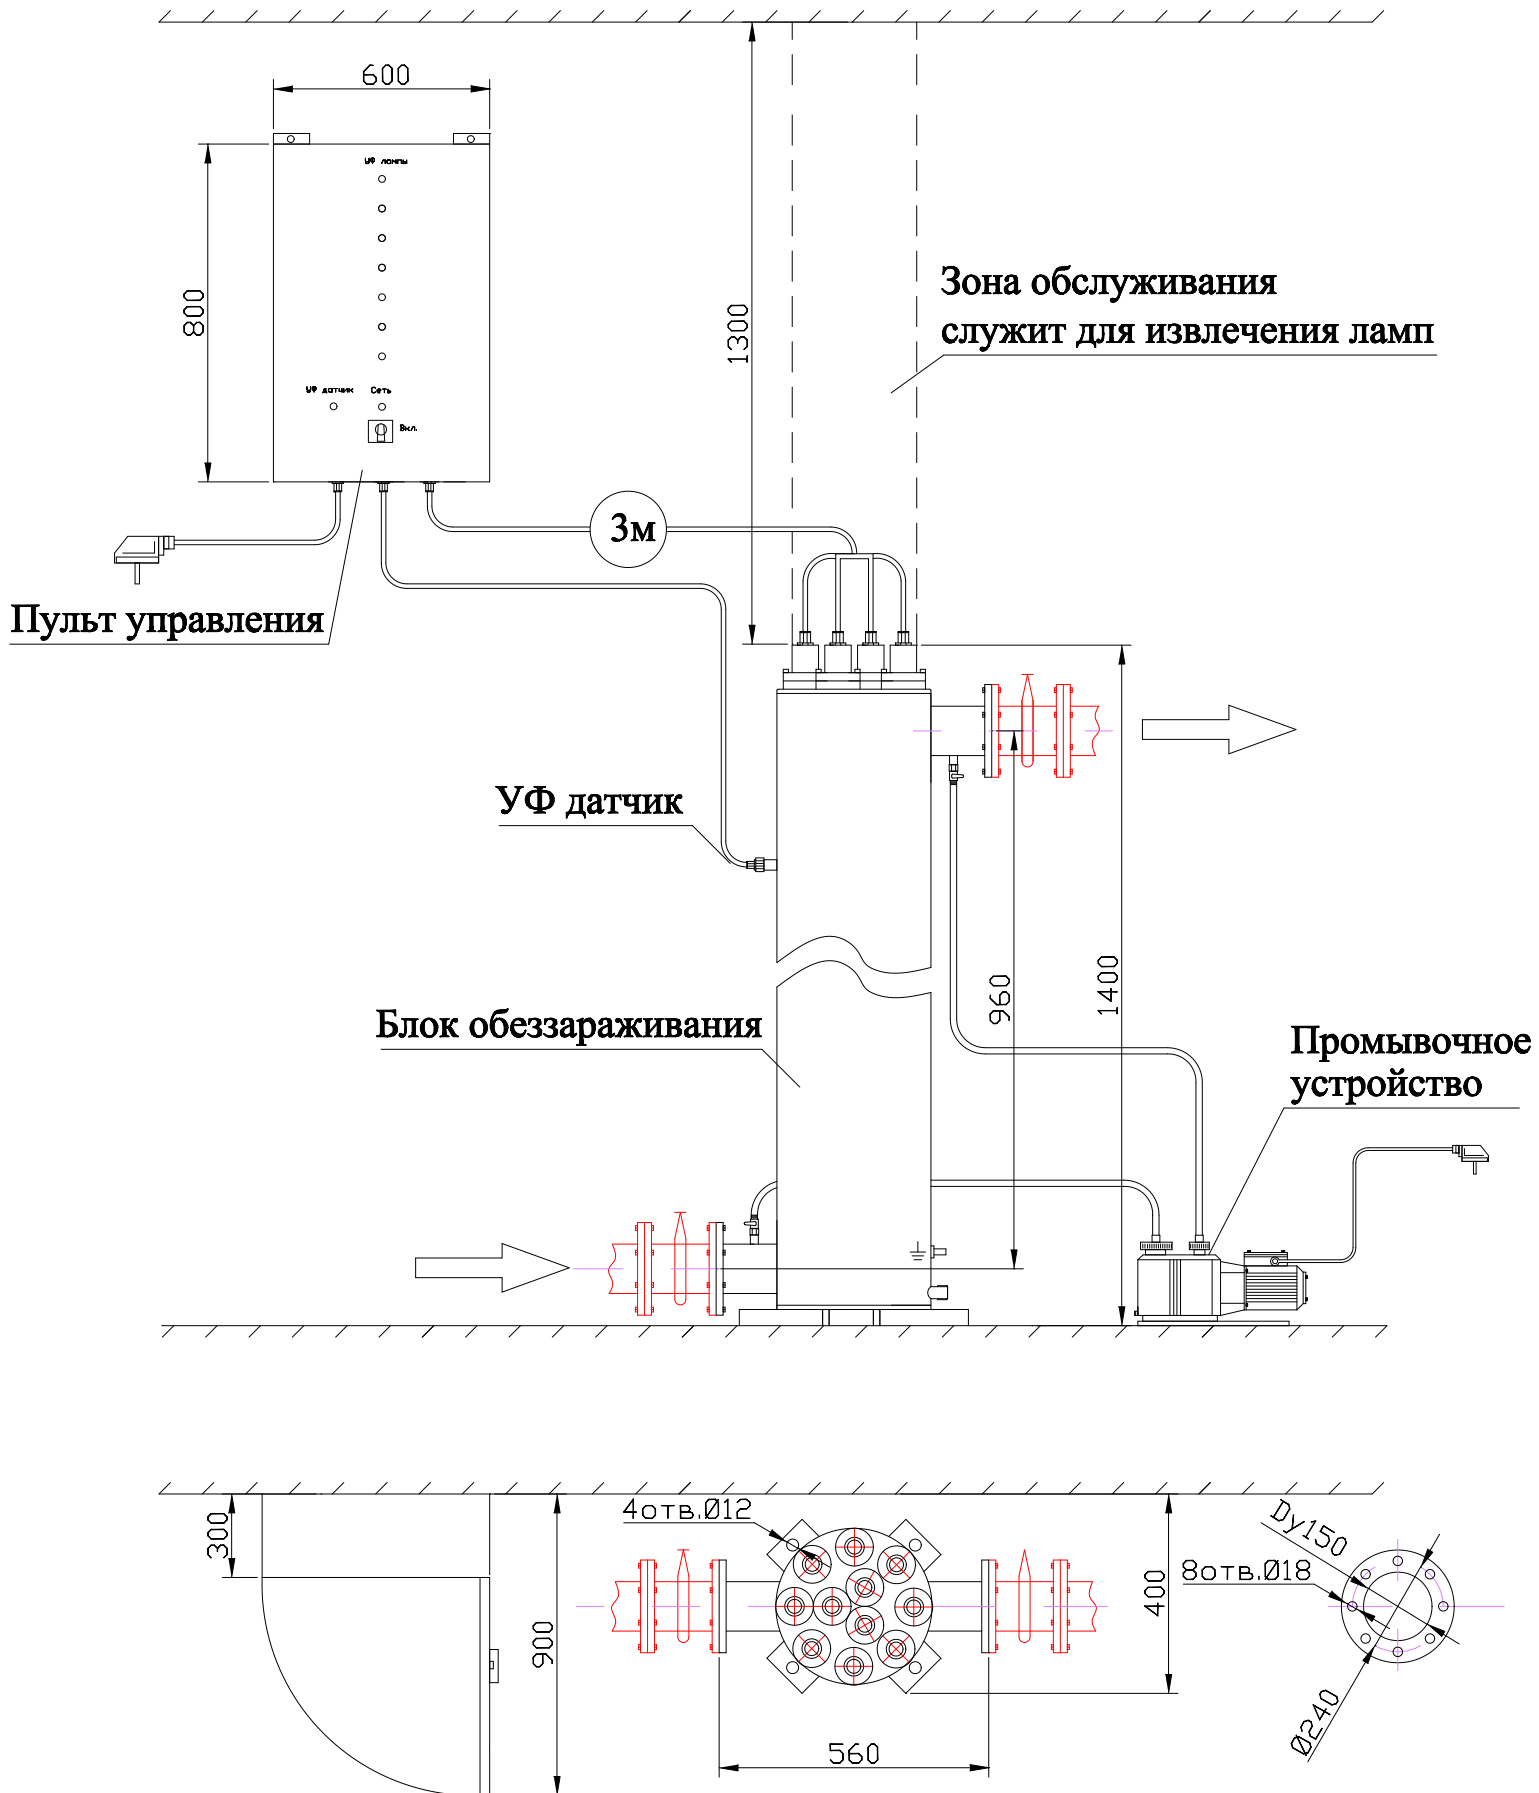 600
УФ лампы
800
УФ датчик
Сеть
Вкл.
1300
Зона обслуживания
служит для извлечения ламп
3м
Пульт управления
УФ датчик
960
1400
Блок обеззараживания
Промывочное
устройство
300
900
4отв.Ø12
400
560
Dу150
8отв.Ø18
Ø240